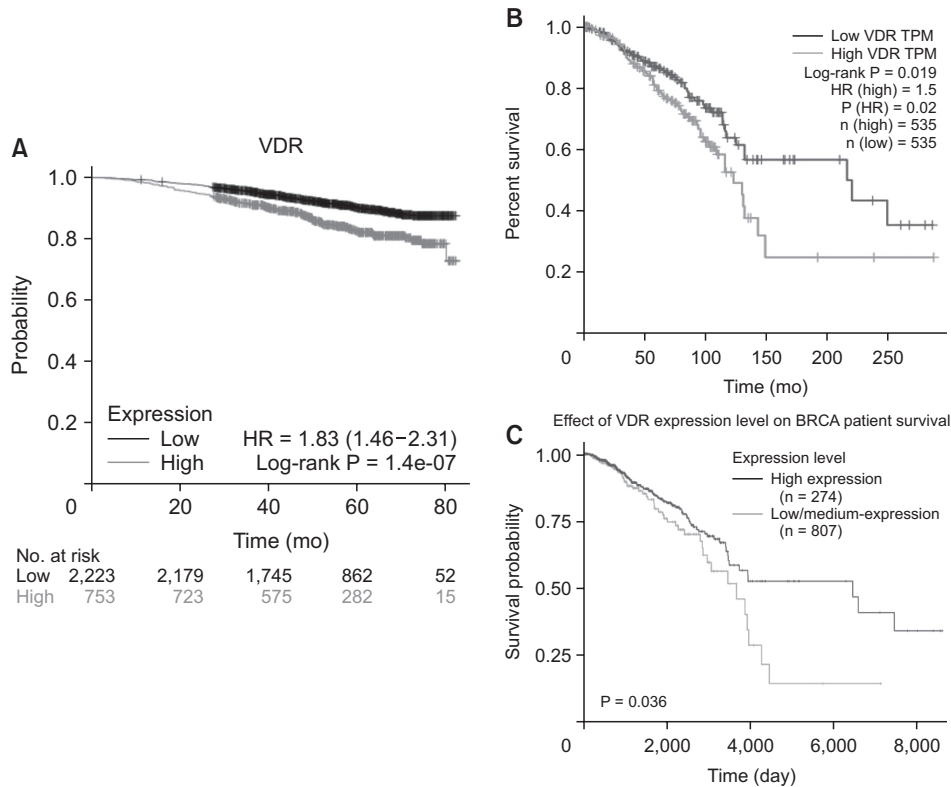 A
VDR
Probability
1.0
0.8
0.6
0.4
0.2
Expression
Low
High
HR = 1.83 (1.46−2.31)
Log-rank P = 1.4e-07
0 20 40 60 80
Time (mo)
No. at risk
Low 2,223 2,179 1,745 862 52
High 753 723 575 282 15
B
Percent survival
1.0
0.8
0.6
0.4
0.2
Low VDR TPM
High VDR TPM
Log-rank P = 0.019
HR (high) = 1.5
P (HR) = 0.02
n (high) = 535
n (low) = 535
0 50 100 150 200 250
Time (mo)
C
Effect of VDR expression level on BRCA patient survival
Survival probability
1.00
0.75
0.50
0.25
Expression level
High expression
(n = 274)
Low/medium-expression
(n = 807)
P = 0.036
0 2,000 4,000 6,000 8,000
Time (day)